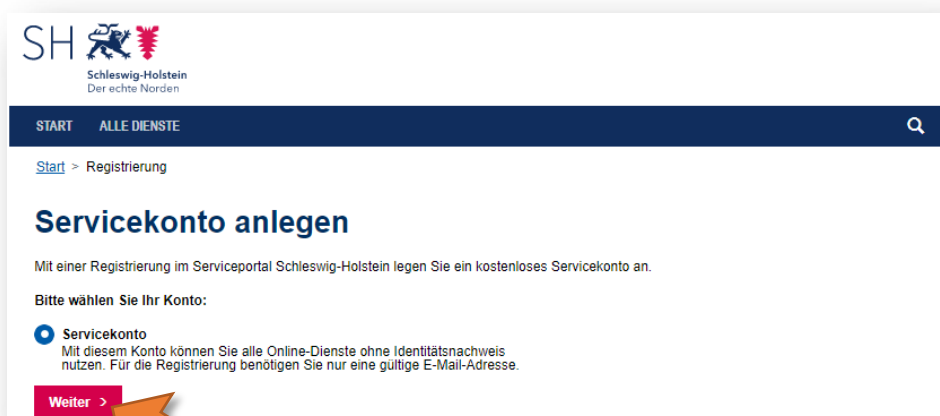 SH
Schleswig-Holstein
Der echte Norden
START ALLE DIENSTE
Start > Registrierung
Servicekonto anlegen
Mit einer Registrierung im Serviceportal Schleswig-Holstein legen Sie ein kostenloses Servicekonto an.
Bitte wählen Sie Ihr Konto:
Servicekonto
Mit diesem Konto können Sie alle Online-Dienste ohne Identitätsnachweis
nutzen. Für die Registrierung benötigen Sie nur eine gültige E-Mail-Adresse.
Weiter >